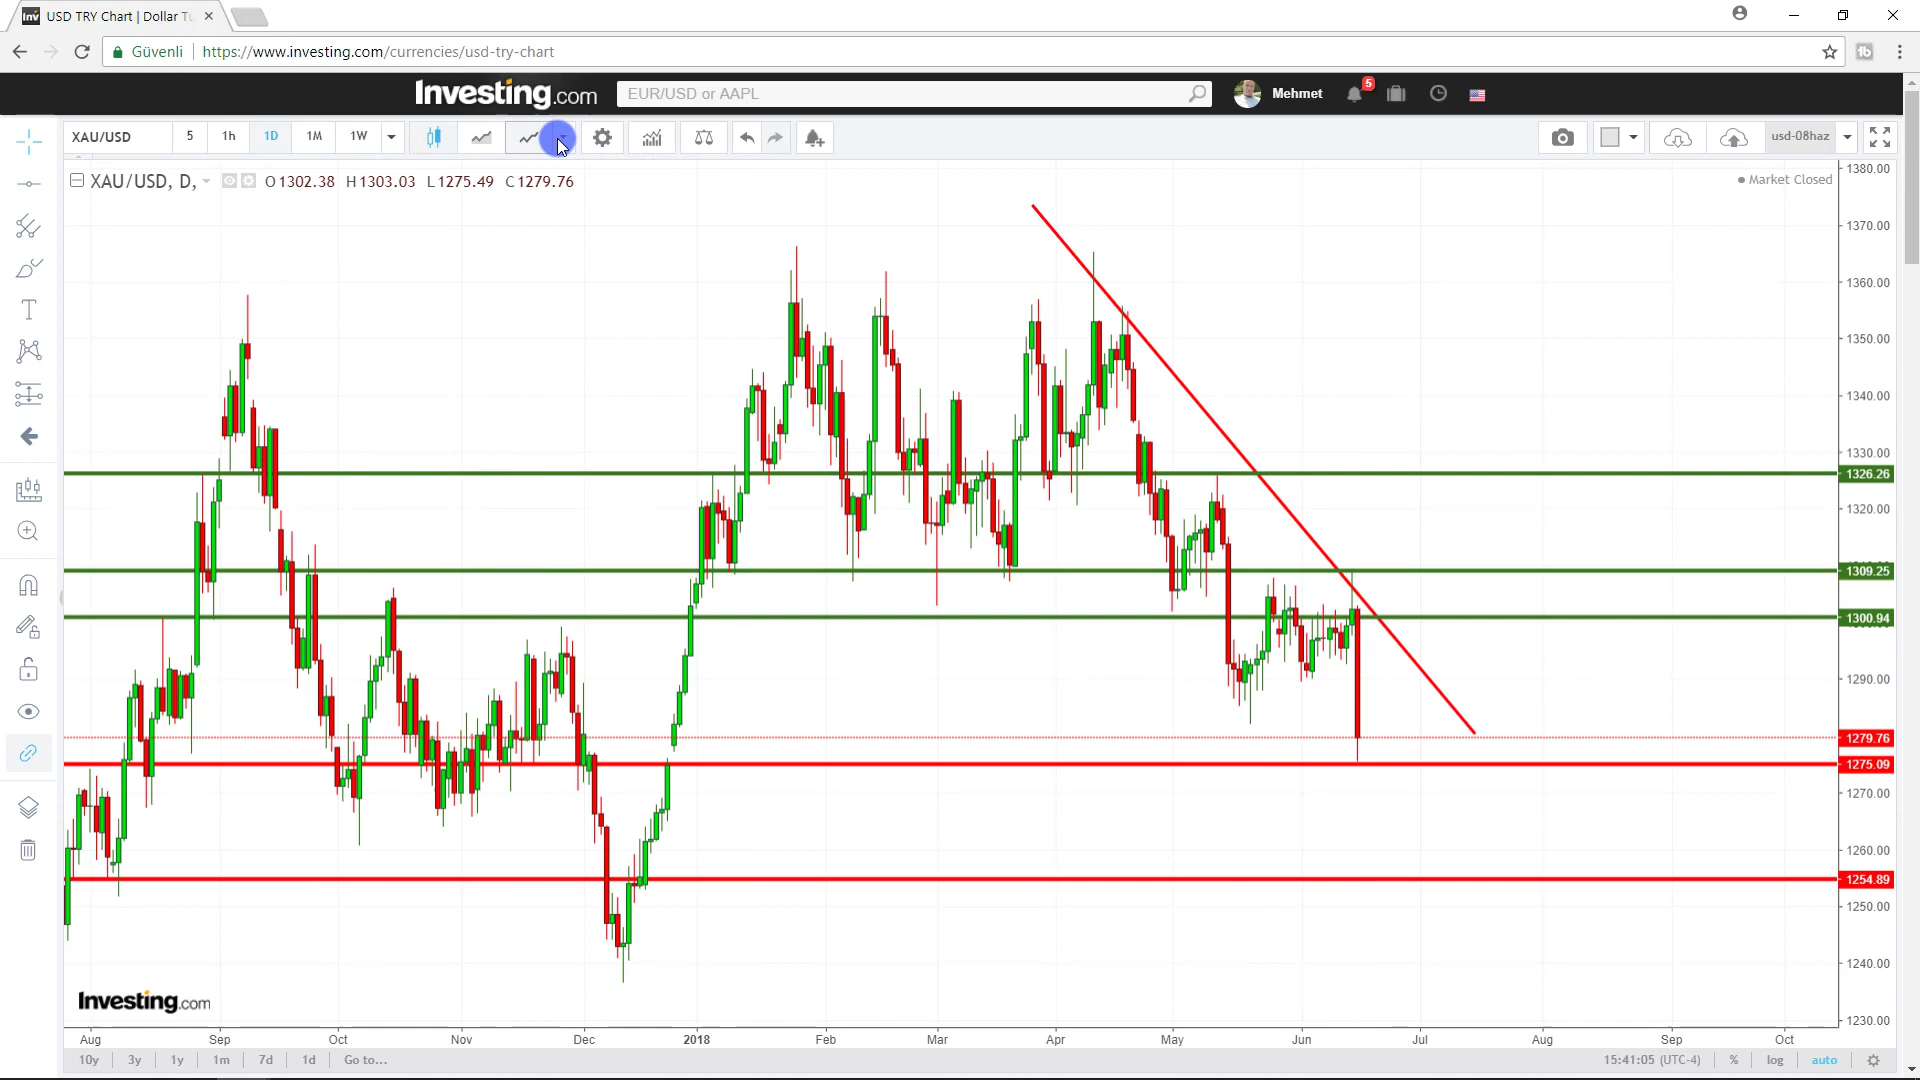 USD TRY Chart | Dollar Tu
Güvenli https://www.investing.com/currencies/usd-try-chart
Investing.com EUR/USD or AAPL Mehmet 5
XAU/USD 5 1h 1D 1M 1W usd-08haz
XAU/USD, D, O 1302.38 H 1303.03 L 1275.49 C 1279.76 Market Closed
1380.00
1370.00
1360.00
1350.00
1340.00
1330.00
1326.26
1320.00
1309.25
1300.94
1290.00
1279.76
1275.09
1270.00
1260.00
1254.89
1250.00
1240.00
1230.00
Investing.com
Aug Sep Oct Nov Dec 2018 Feb Mar Apr May Jun Jul Aug Sep Oct
10y 3y 1y 1m 7d 1d Go to... 15:41:05 (UTC-4) % log auto